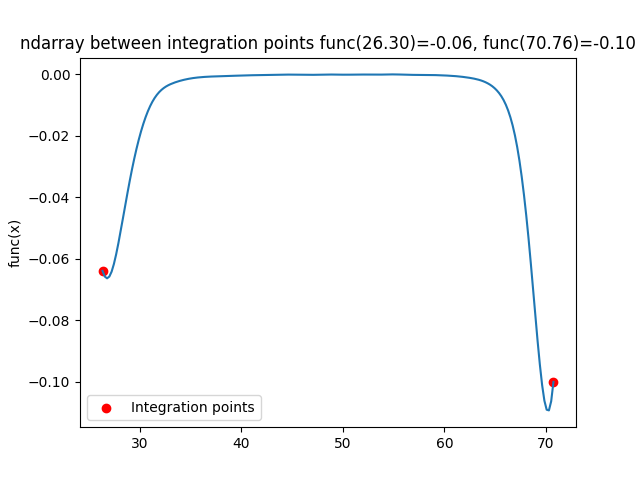 ndarray between integration points func(26.30)=-0.06, func(70.76)=-0.10
0.00
−0.02
−0.04
−0.06
−0.08
−0.10
func(x)
Integration points
30 40 50 60 70